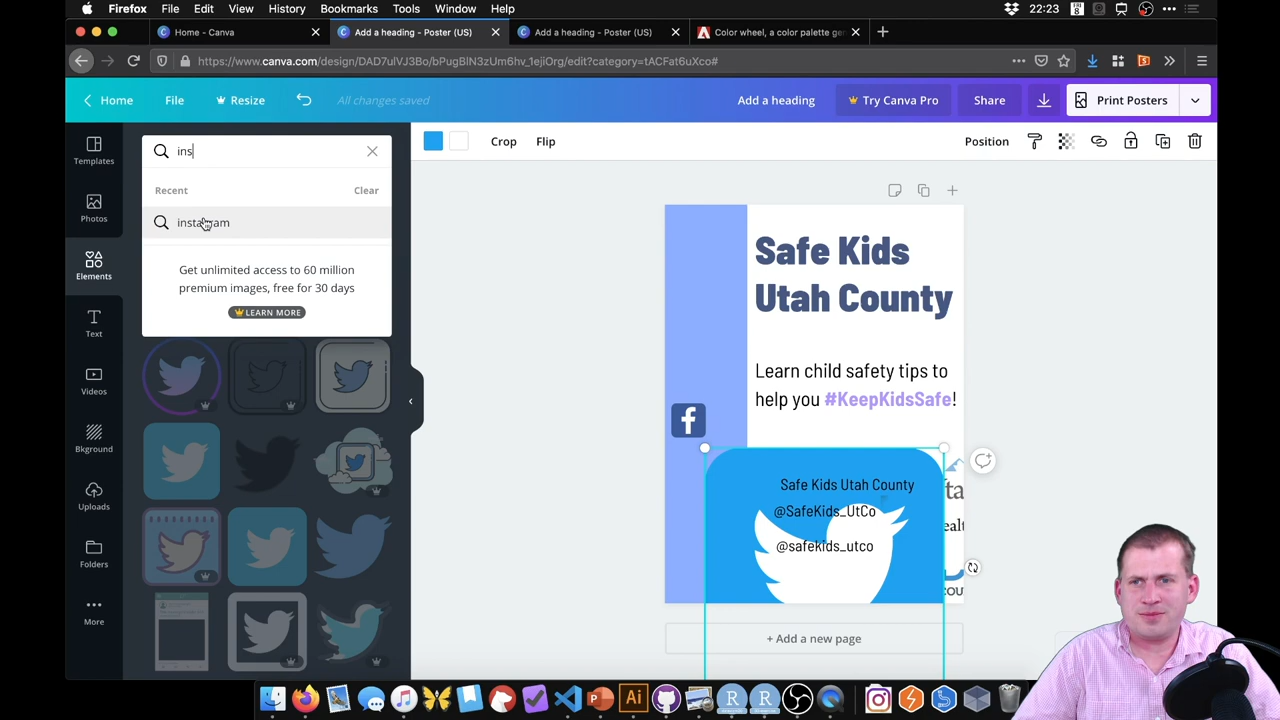 Firefox File Edit View History Bookmarks Tools Window Help 22:23
Home - Canva
Add a heading - Poster (US)
Add a heading - Poster (US)
Color wheel, a color palette ger
https://www.canva.com/design/DAD7ulVJ3Bo/bPugBlN3zUm6hv_1ejiOrg/edit?category=tACFat6uXco#
Home File Resize All changes saved Add a heading Try Canva Pro Share Print Posters
Templates
Photos
Elements
Text
Videos
Bkground
Uploads
Folders
More
ins
Recent Clear
instagram
Get unlimited access to 60 million
premium images, free for 30 days
LEARN MORE
Crop Flip Position
Safe Kids
Utah County
Learn child safety tips to
help you #KeepKidsSafe!
Safe Kids Utah County
@SafeKids_UtCo
@safekids_utco
+ Add a new page